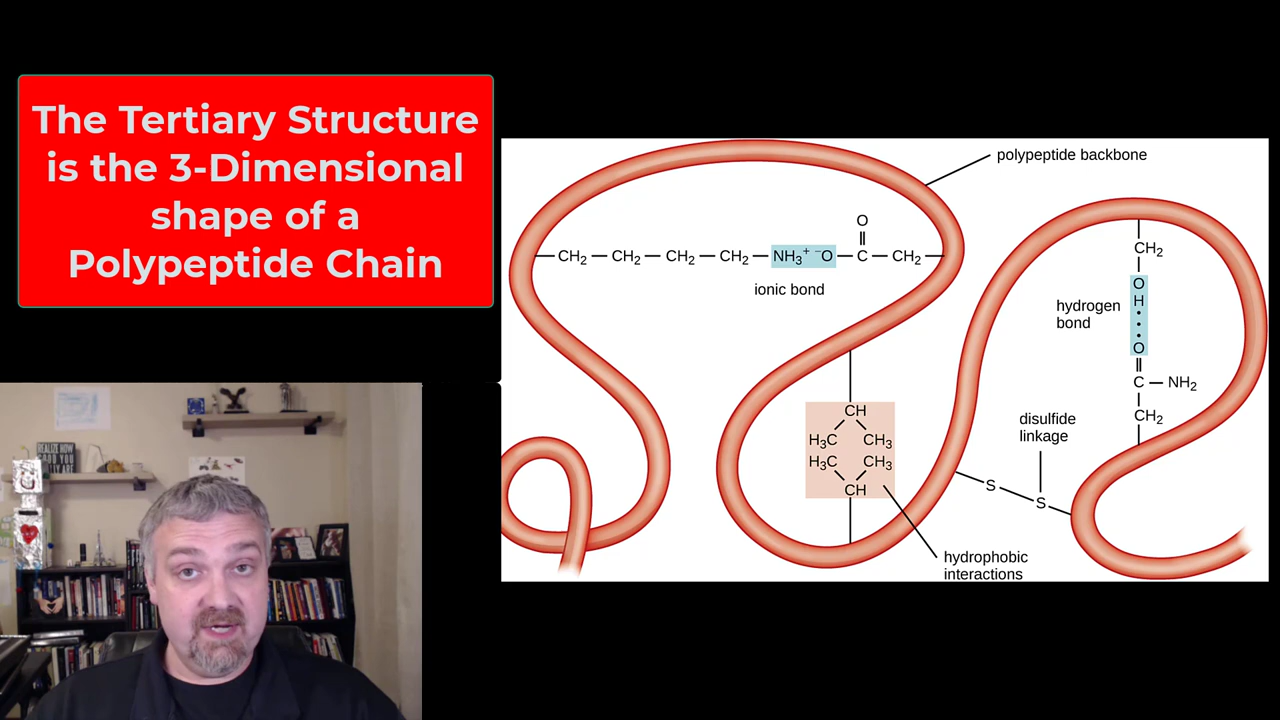 The Tertiary Structure
is the 3-Dimensional
shape of a
Polypeptide Chain
polypeptide backbone
O
CH₂ — CH₂ — CH₂ — CH₂ — NH₃⁺ ⁻O — C — CH₂
ionic bond
CH₂
O
H
hydrogen
bond
O
C — NH₂
CH₂
CH
H₃C CH₃
H₃C CH₃
CH
disulfide
linkage
S
S
hydrophobic
interactions